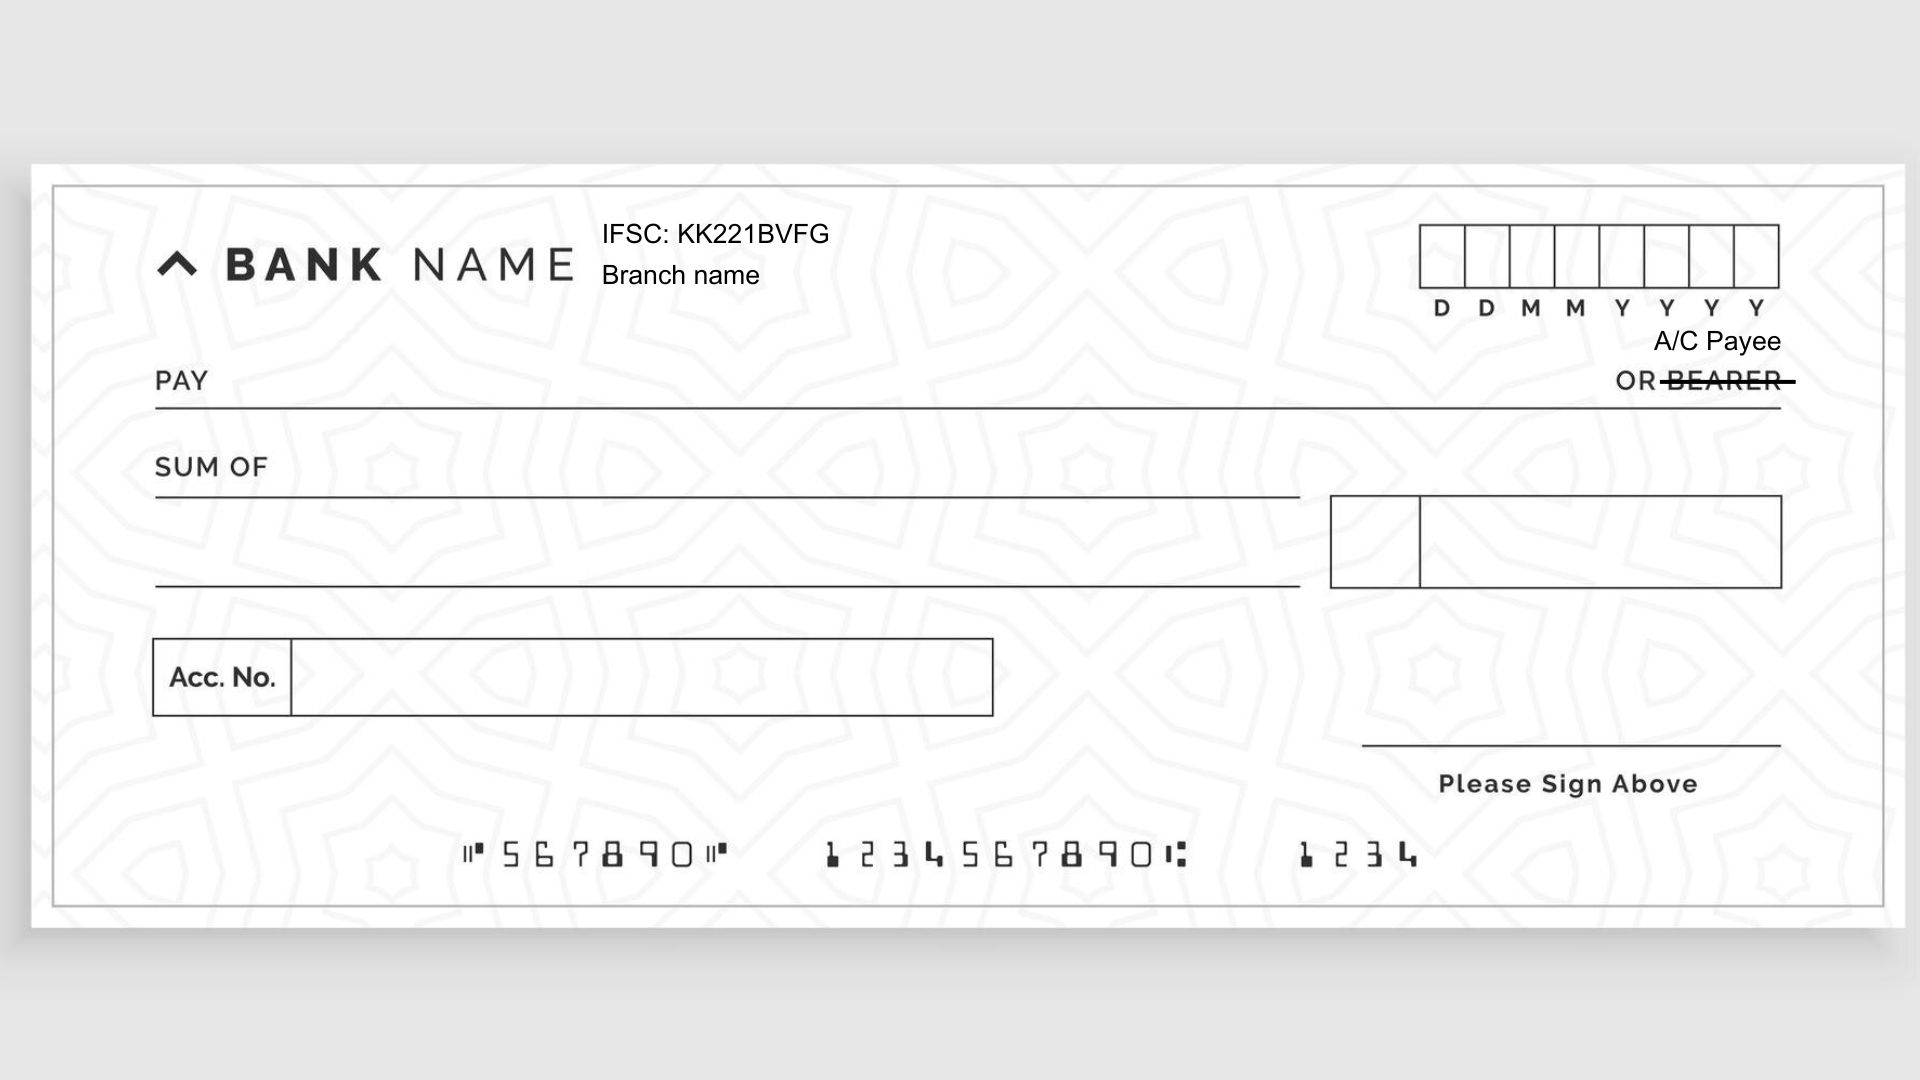 BANK NAME
IFSC: KK221BVFG
Branch name
D D M M Y Y Y Y
A/C Payee
PAY
OR BEARER
SUM OF
Acc. No.
Please Sign Above
⑈567890⑈ 1234567890⑆ 1234